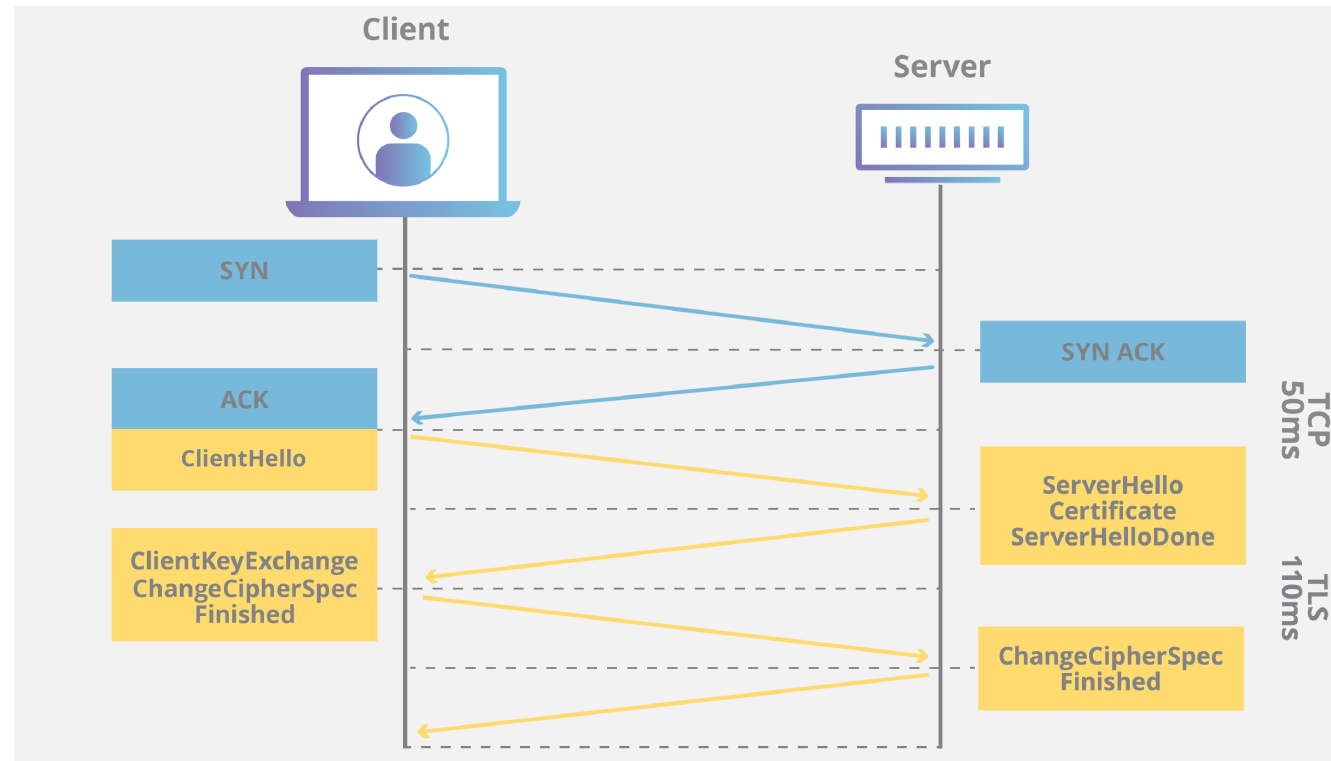 Client
Server
SYN
SYN ACK
ACK
ClientHello
TCP
50ms
ServerHello
Certificate
ServerHelloDone
ClientKeyExchange
ChangeCipherSpec
Finished
TLS
110ms
ChangeCipherSpec
Finished